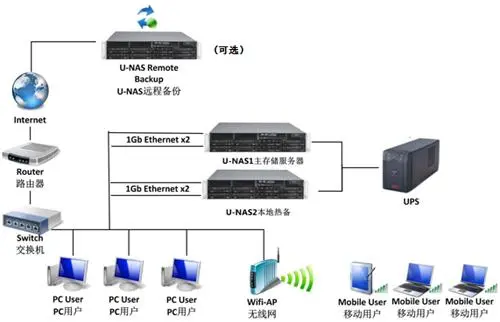 (可选)
U-NAS Remote
Backup
U-NAS远程备份
Internet
1Gb Ethernet x2
U-NAS1主存储服务器
Router
路由器
1Gb Ethernet x2
U-NAS2本地热备
UPS
Switch
交换机
PC User
PC用户
PC User
PC用户
PC User
PC用户
Wifi-AP
无线网
Mobile User
移动用户
Mobile User
移动用户
Mobile User
移动用户